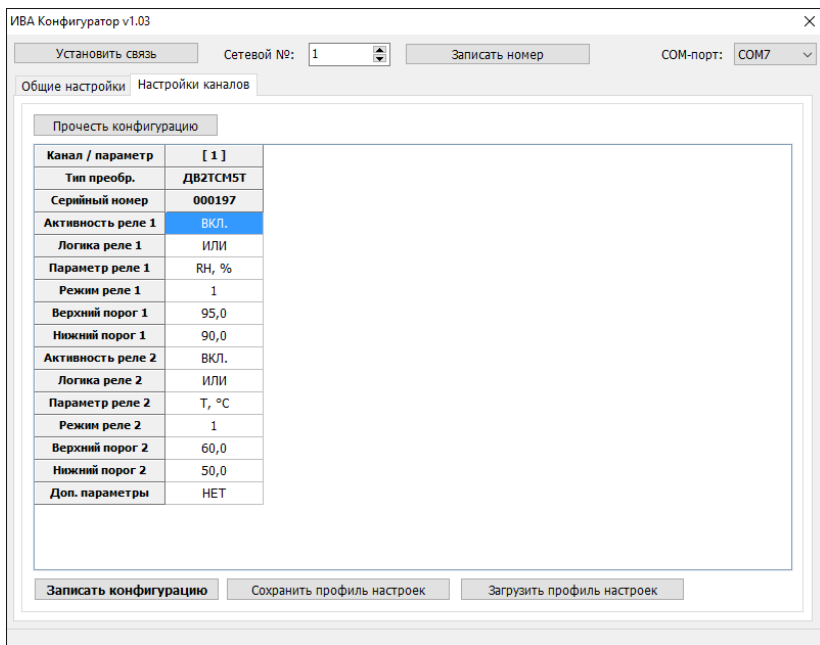 ИВА Конфигуратор v1.03
Установить связь Сетевой №: 1 Записать номер COM-порт: COM7
Общие настройки Настройки каналов
Прочесть конфигурацию
Канал / параметр [ 1 ]
Тип преобр. ДВ2ТСМ5Т
Серийный номер 000197
Активность реле 1 ВКЛ.
Логика реле 1 ИЛИ
Параметр реле 1 RH, %
Режим реле 1 1
Верхний порог 1 95,0
Нижний порог 1 90,0
Активность реле 2 ВКЛ.
Логика реле 2 ИЛИ
Параметр реле 2 T, °C
Режим реле 2 1
Верхний порог 2 60,0
Нижний порог 2 50,0
Доп. параметры НЕТ
Записать конфигурацию Сохранить профиль настроек Загрузить профиль настроек